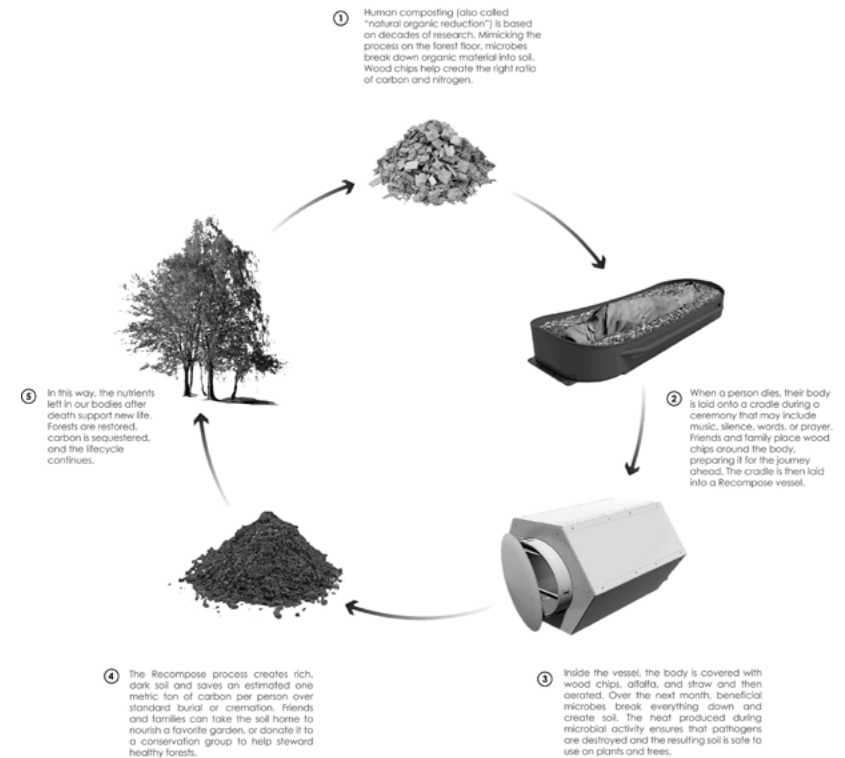 1
Human composting (also called
"natural organic reduction") is based
on decades of research. Mimicking the
process on the forest floor, microbes
break down organic material into soil.
Wood chips help create the right ratio
of carbon and nitrogen.
2
When a person dies, their body
is laid onto a cradle during a
ceremony that may include
music, silence, words, or prayer.
Friends and family place wood
chips around the body,
preparing it for the journey
ahead. The cradle is then laid
into a Recompose vessel.
3
Inside the vessel, the body is covered with
wood chips, alfalfa, and straw and then
aerated. Over the next month, beneficial
microbes break everything down and
create soil. The heat produced during
microbial activity ensures that pathogens
are destroyed and the resulting soil is safe to
use on plants and trees.
4
The Recompose process creates rich,
dark soil and saves an estimated one
metric ton of carbon per person over
standard burial or cremation. Friends
and families can take the soil home to
nourish a favorite garden, or donate it to
a conservation group to help steward
healthy forests.
5
In this way, the nutrients
left in our bodies after
death support new life.
Forests are restored,
carbon is sequestered,
and the lifecycle
continues.